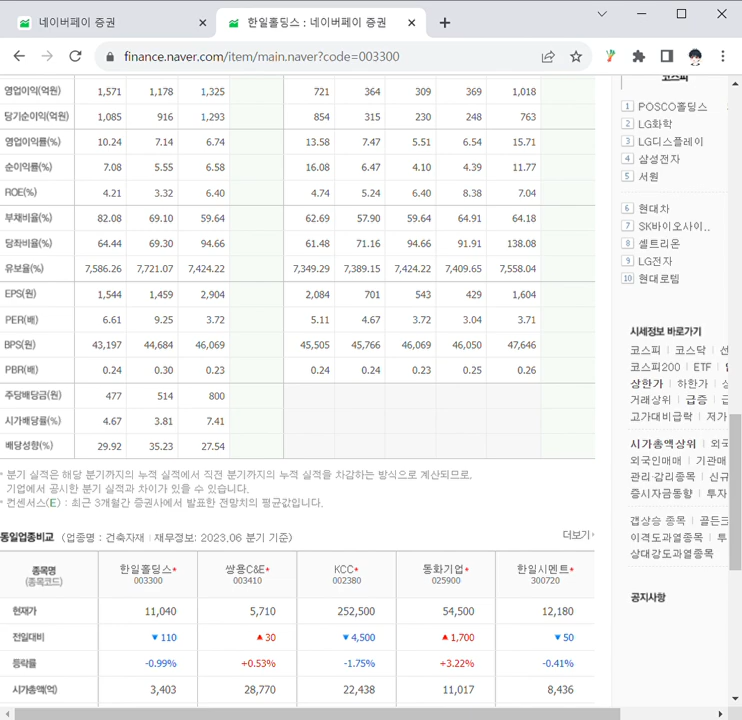 네이버페이 증권
한일홀딩스 : 네이버페이 증권
finance.naver.com/item/main.naver?code=003300
영업이익(억원) 1,571 1,178 1,325 721 364 309 369 1,018
당기순이익(억원) 1,085 916 1,293 854 315 230 248 763
영업이익률(%) 10.24 7.14 6.74 13.58 7.47 5.51 6.54 15.71
순이익률(%) 7.08 5.55 6.58 16.08 6.47 4.10 4.39 11.77
ROE(%) 4.21 3.32 6.40 4.74 5.24 6.40 8.38 7.04
부채비율(%) 82.08 69.10 59.64 62.69 57.90 59.64 64.91 64.18
당좌비율(%) 64.44 69.30 94.66 61.48 71.16 94.66 91.91 138.08
유보율(%) 7,586.26 7,721.07 7,424.22 7,349.29 7,389.15 7,424.22 7,409.65 7,558.04
EPS(원) 1,544 1,459 2,904 2,084 701 543 429 1,604
PER(배) 6.61 9.25 3.72 5.11 4.67 3.72 3.04 3.71
BPS(원) 43,197 44,684 46,069 45,505 45,766 46,069 46,050 47,646
PBR(배) 0.24 0.30 0.23 0.24 0.24 0.23 0.25 0.26
주당배당금(원) 477 514 800
시가배당률(%) 4.67 3.81 7.41
배당성향(%) 29.92 35.23 27.54
* 분기 실적은 해당 분기까지의 누적 실적에서 직전 분기까지의 누적 실적을 차감하는 방식으로 계산되므로,
기업에서 공시한 분기 실적과 차이가 있을 수 있습니다.
* 컨센서스(E) : 최근 3개월간 증권사에서 발표한 전망치의 평균값입니다.
동일업종비교 (업종명 : 건축자재 | 재무정보: 2023.06 분기 기준) 더보기
종목명 한일홀딩스* 쌍용C&E* KCC* 동화기업* 한일시멘트*
(종목코드) 003300 003410 002380 025900 300720
현재가 11,040 5,710 252,500 54,500 12,180
전일대비 ▼110 ▲30 ▼4,500 ▲1,700 ▼50
등락률 -0.99% +0.53% -1.75% +3.22% -0.41%
시가총액(억) 3,403 28,770 22,438 11,017 8,436
코스피
1 POSCO홀딩스
2 LG화학
3 LG디스플레이
4 삼성전자
5 서원
6 현대차
7 SK바이오사이..
8 셀트리온
9 LG전자
10 현대로템
시세정보 바로가기
코스피 | 코스닥 | 선
코스피200 | ETF |
상한가 | 하한가 |
거래상위 | 급증 | 급
고가대비급락 | 저가
시가총액상위 | 외국
외국인매매 | 기관매
관리·감리종목 | 신규
증시자금동향 | 투자
갭상승 종목 | 골든크
이격도과열종목 | 투
상대강도과열종목
공지사항